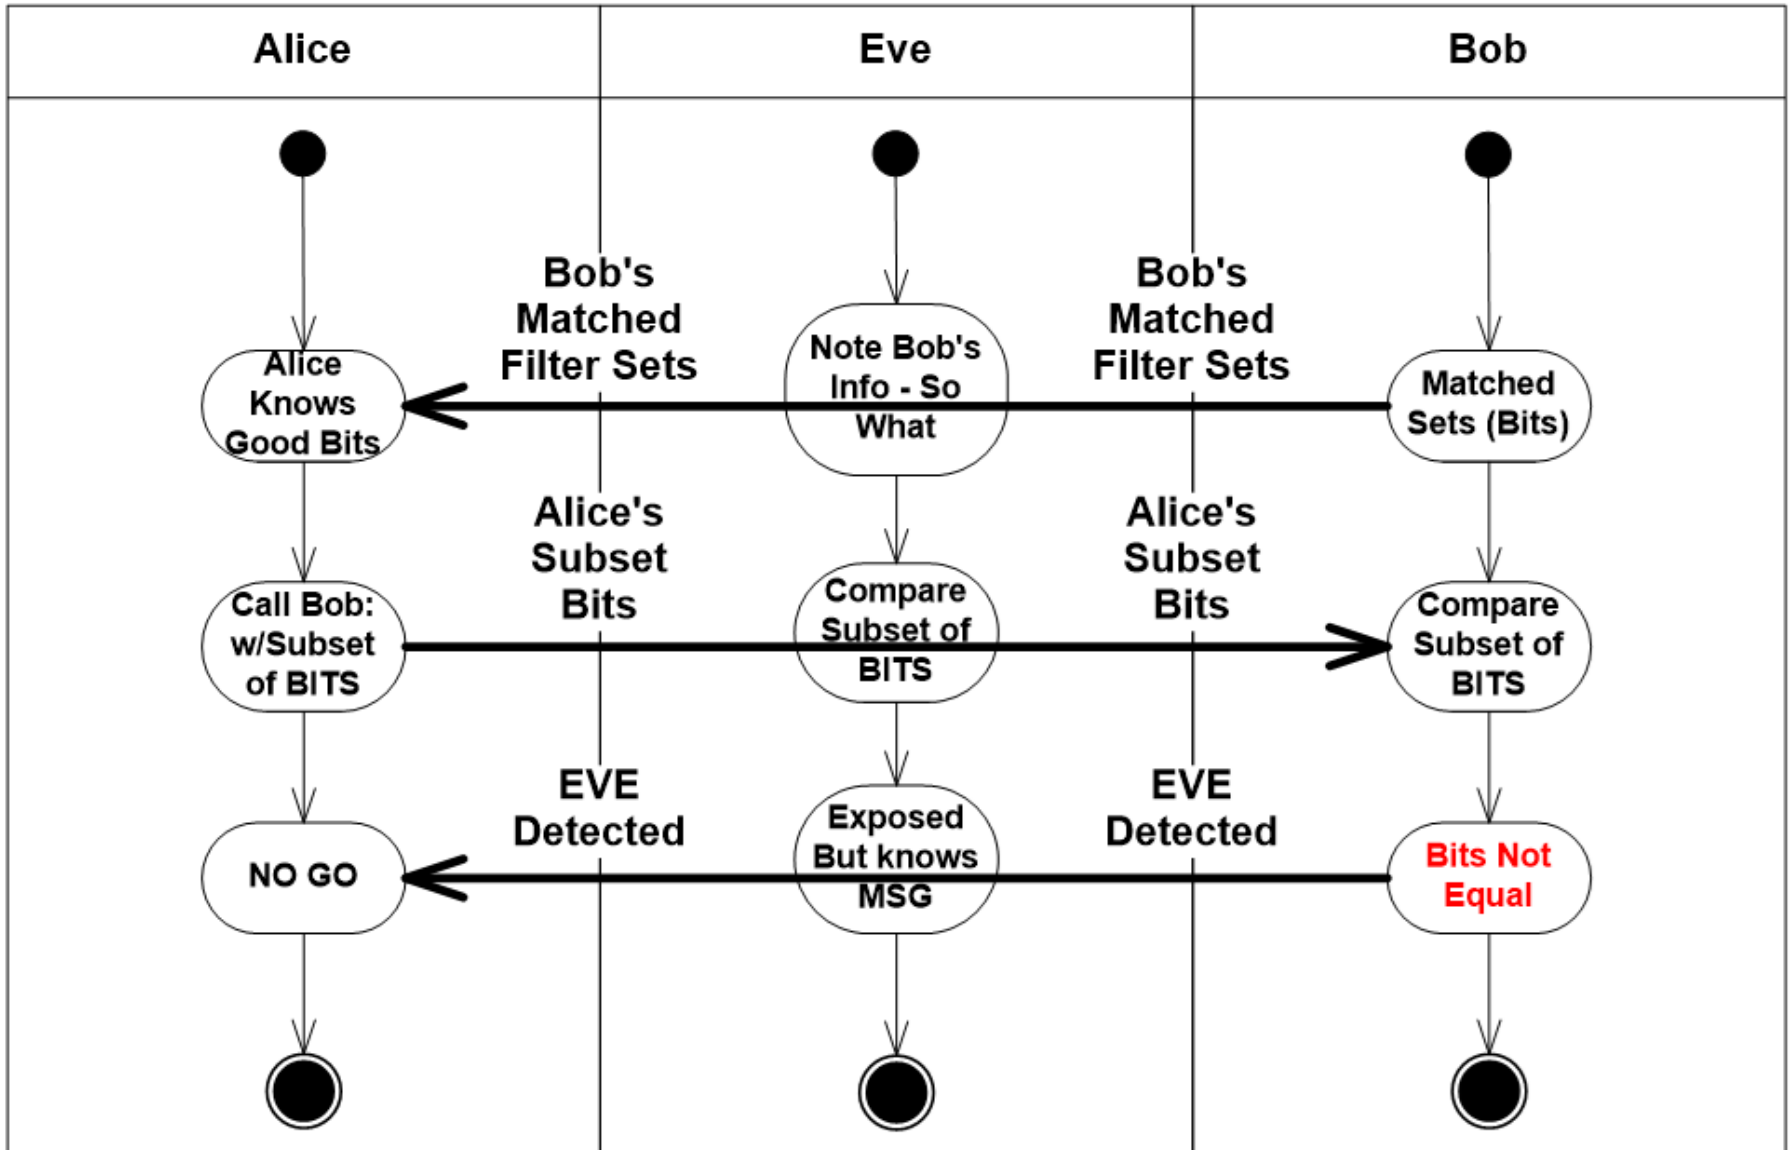 Alice
Eve
Bob
Bob's
Matched
Filter Sets
Bob's
Matched
Filter Sets
Alice
Knows
Good Bits
Note Bob's
Info - So
What
Matched
Sets (Bits)
Alice's
Subset
Bits
Alice's
Subset
Bits
Call Bob:
w/Subset
of BITS
Compare
Subset of
BITS
Compare
Subset of
BITS
EVE
Detected
EVE
Detected
NO GO
Exposed
But knows
MSG
Bits Not
Equal